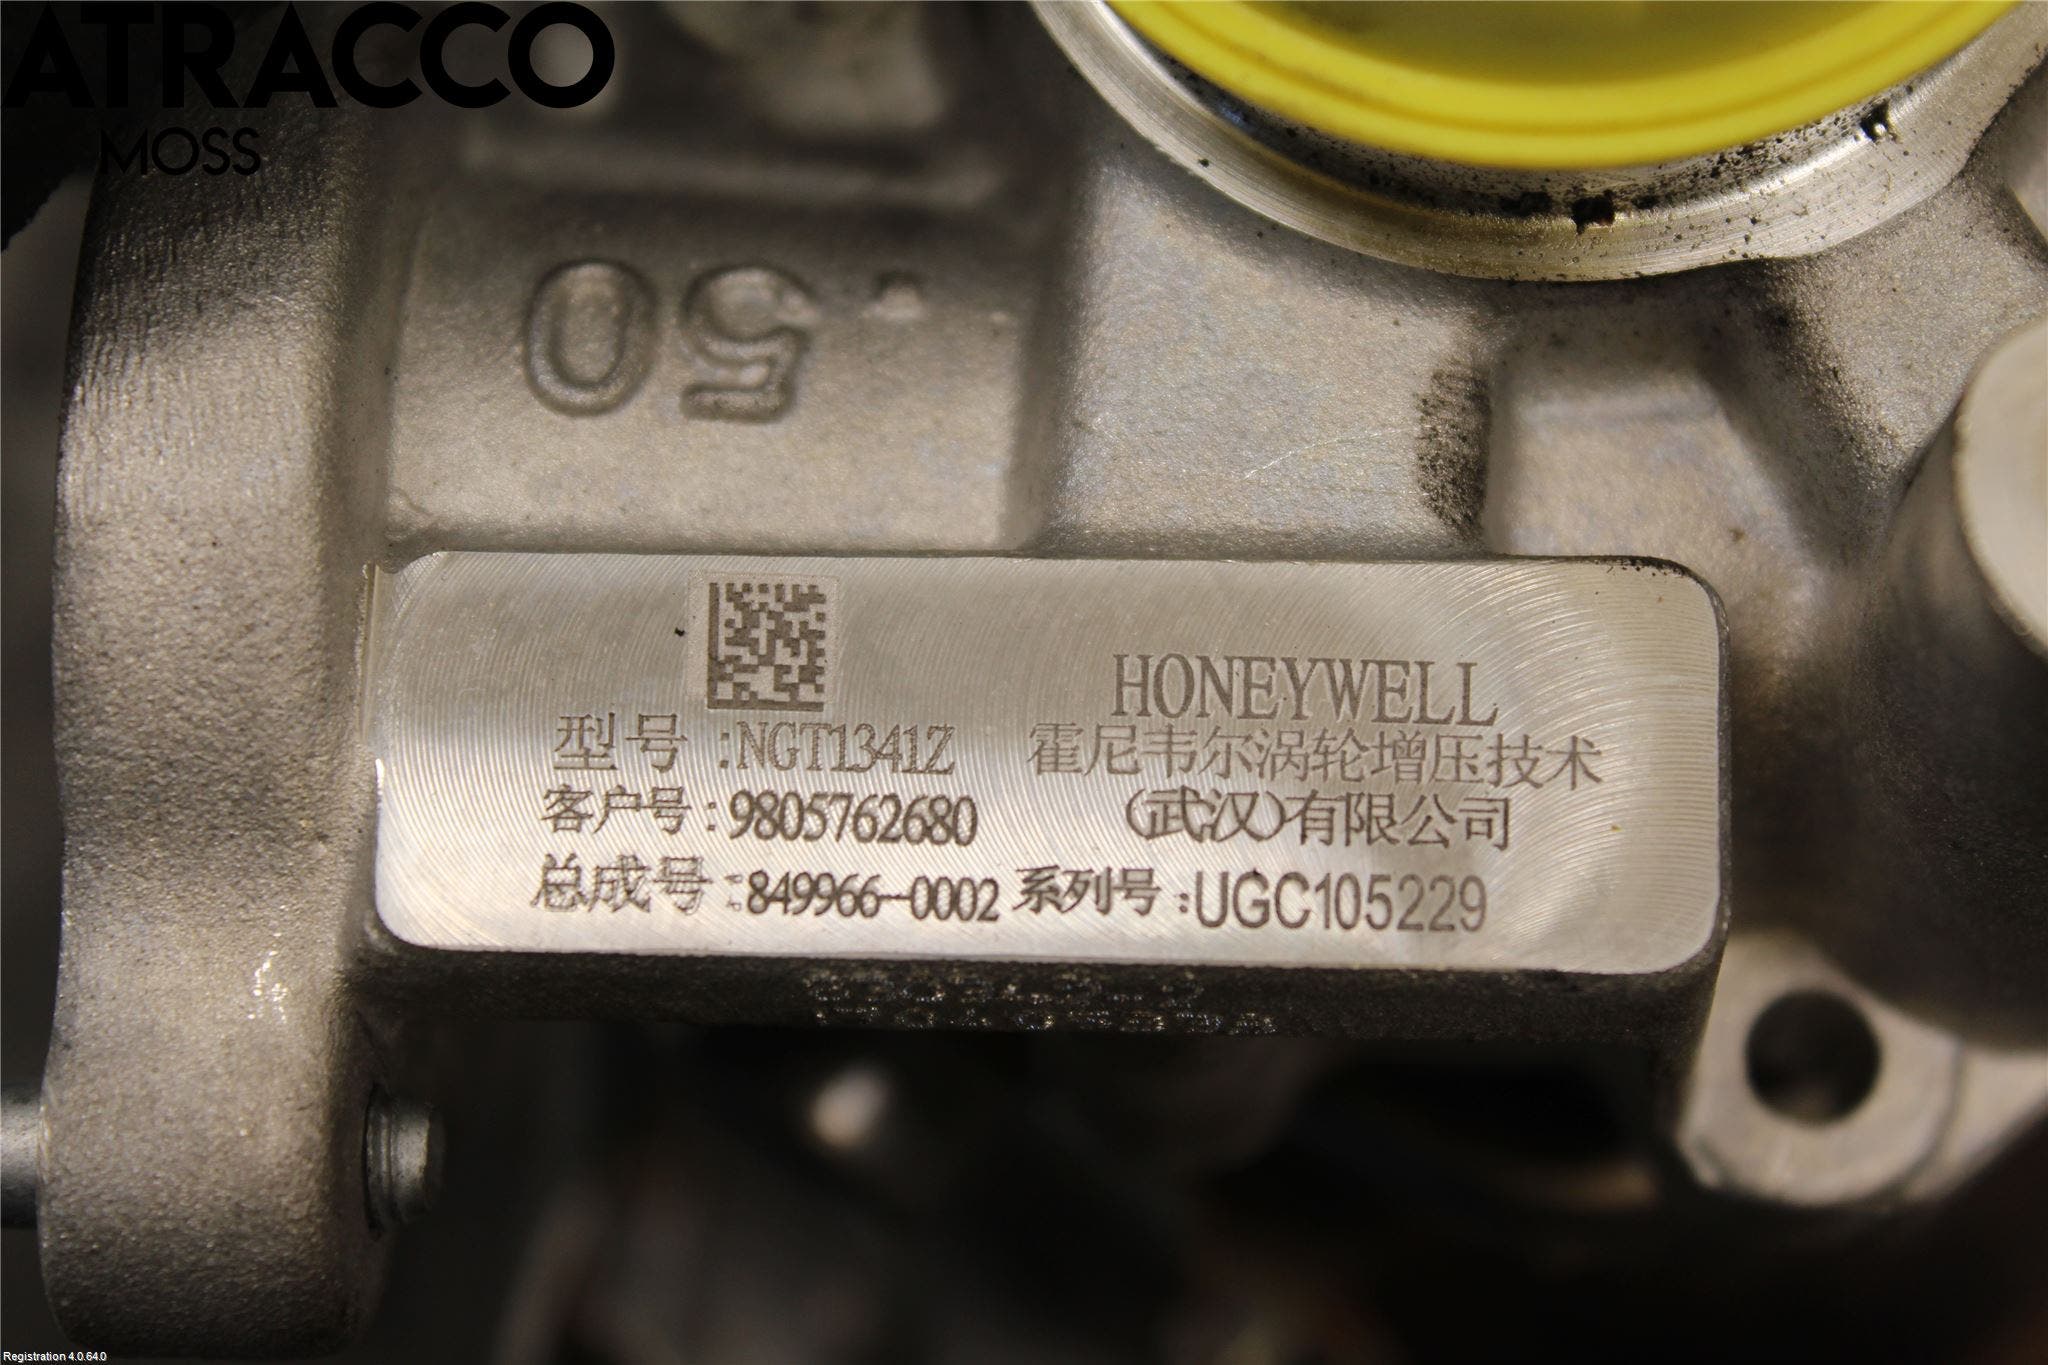 ATRACCO
MOSS
50
HONEYWELL
型号:NGT1341Z 霍尼韦尔涡轮增压技术
客户号:9805762680 (武汉)有限公司
总成号:849966-0002 系列号:UGC105229
Registration 4.0.64.0